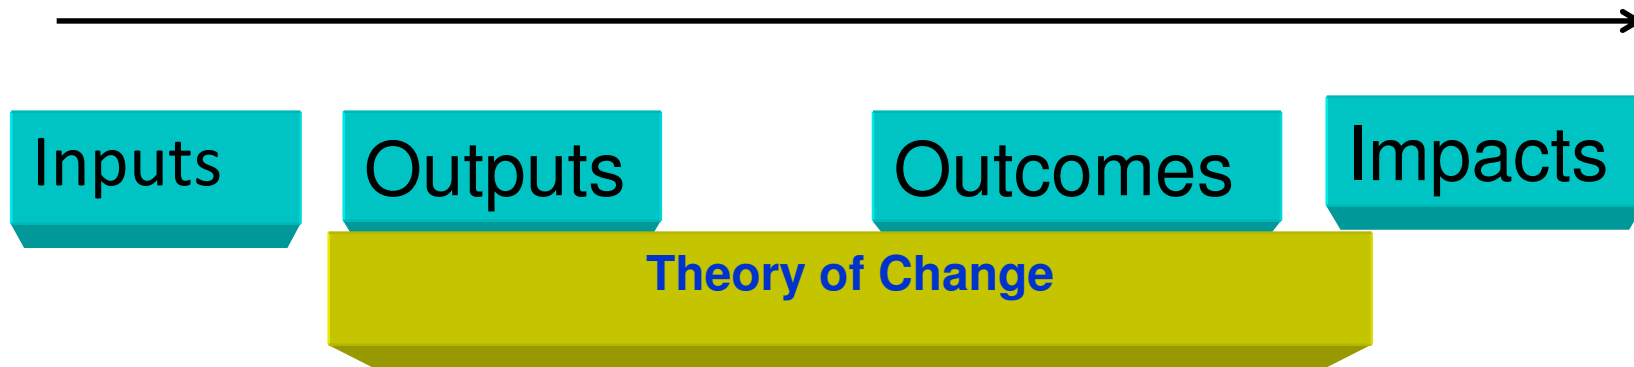 Inputs
Outputs
Outcomes
Impacts
Theory of Change